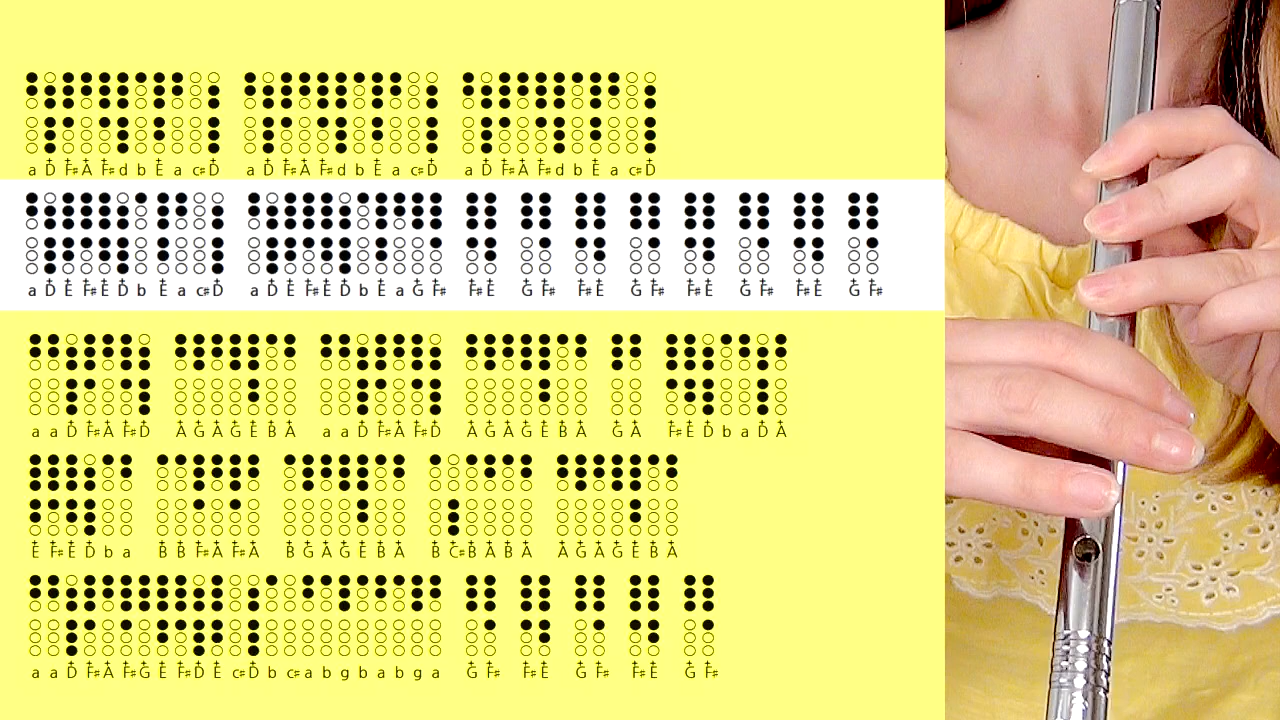 a D F♯ A F♯ d b E a c♯ D a D F♯ A F♯ d b E a c♯ D a D F♯ A F♯ d b E a c♯ D
a D E F♯ E D b E a c♯ D a D E F♯ E D b E a G F♯ F♯ E G F♯ F♯ E G F♯ F♯ E G F♯ F♯ E G F♯
a a D F♯ A F♯ D A G A G E B A a a D F♯ A F♯ D A G A G E B A G A F♯ E D b a D A
E F♯ E D b a B B F♯ A F♯ A B G A G E B A B C♯ B A B A A G A G E B A
a a D F♯ A F♯ G E F♯ D E c♯ D b c♯ a b g b a b g a G F♯ F♯ E G F♯ F♯ E G F♯